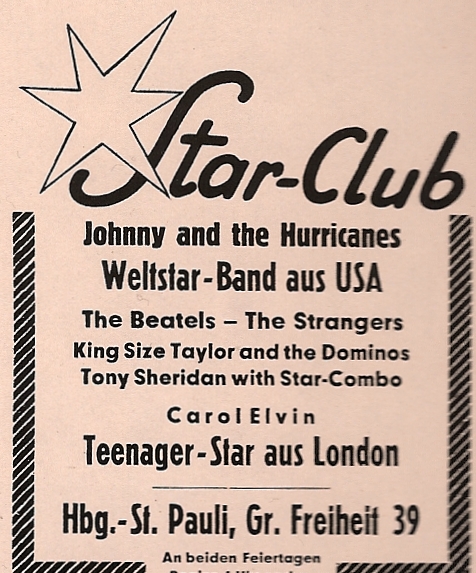 Star-Club
Johnny and the Hurricanes
Weltstar-Band aus USA
The Beatels – The Strangers
King Size Taylor and the Dominos
Tony Sheridan with Star-Combo
Carol Elvin
Teenager-Star aus London
Hbg.-St. Pauli, Gr. Freiheit 39
An beiden Feiertagen